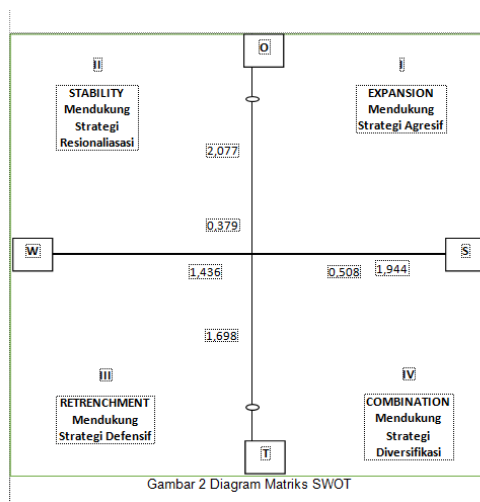 O
II
I
STABILITY
Mendukung
Strategi
Resionaliasasi
EXPANSION
Mendukung
Strategi Agresif
2,077
0,379
W
S
1,436
0,508
1,944
1,698
III
IV
RETRENCHMENT
Mendukung
Strategi Defensif
COMBINATION
Mendukung
Strategi
Diversifikasi
T
Gambar 2 Diagram Matriks SWOT